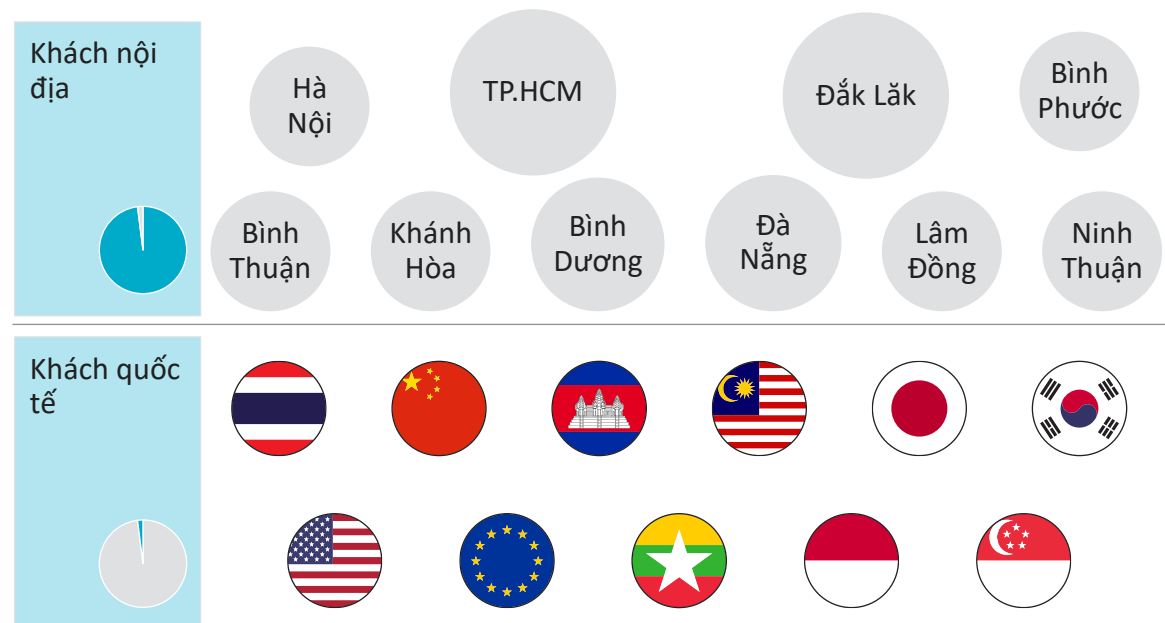 Khách nội
địa
Hà
Nội
TP.HCM
Đắk Lăk
Bình
Phước
Bình
Thuận
Khánh
Hòa
Bình
Dương
Đà
Nẵng
Lâm
Đồng
Ninh
Thuận
Khách quốc
tế